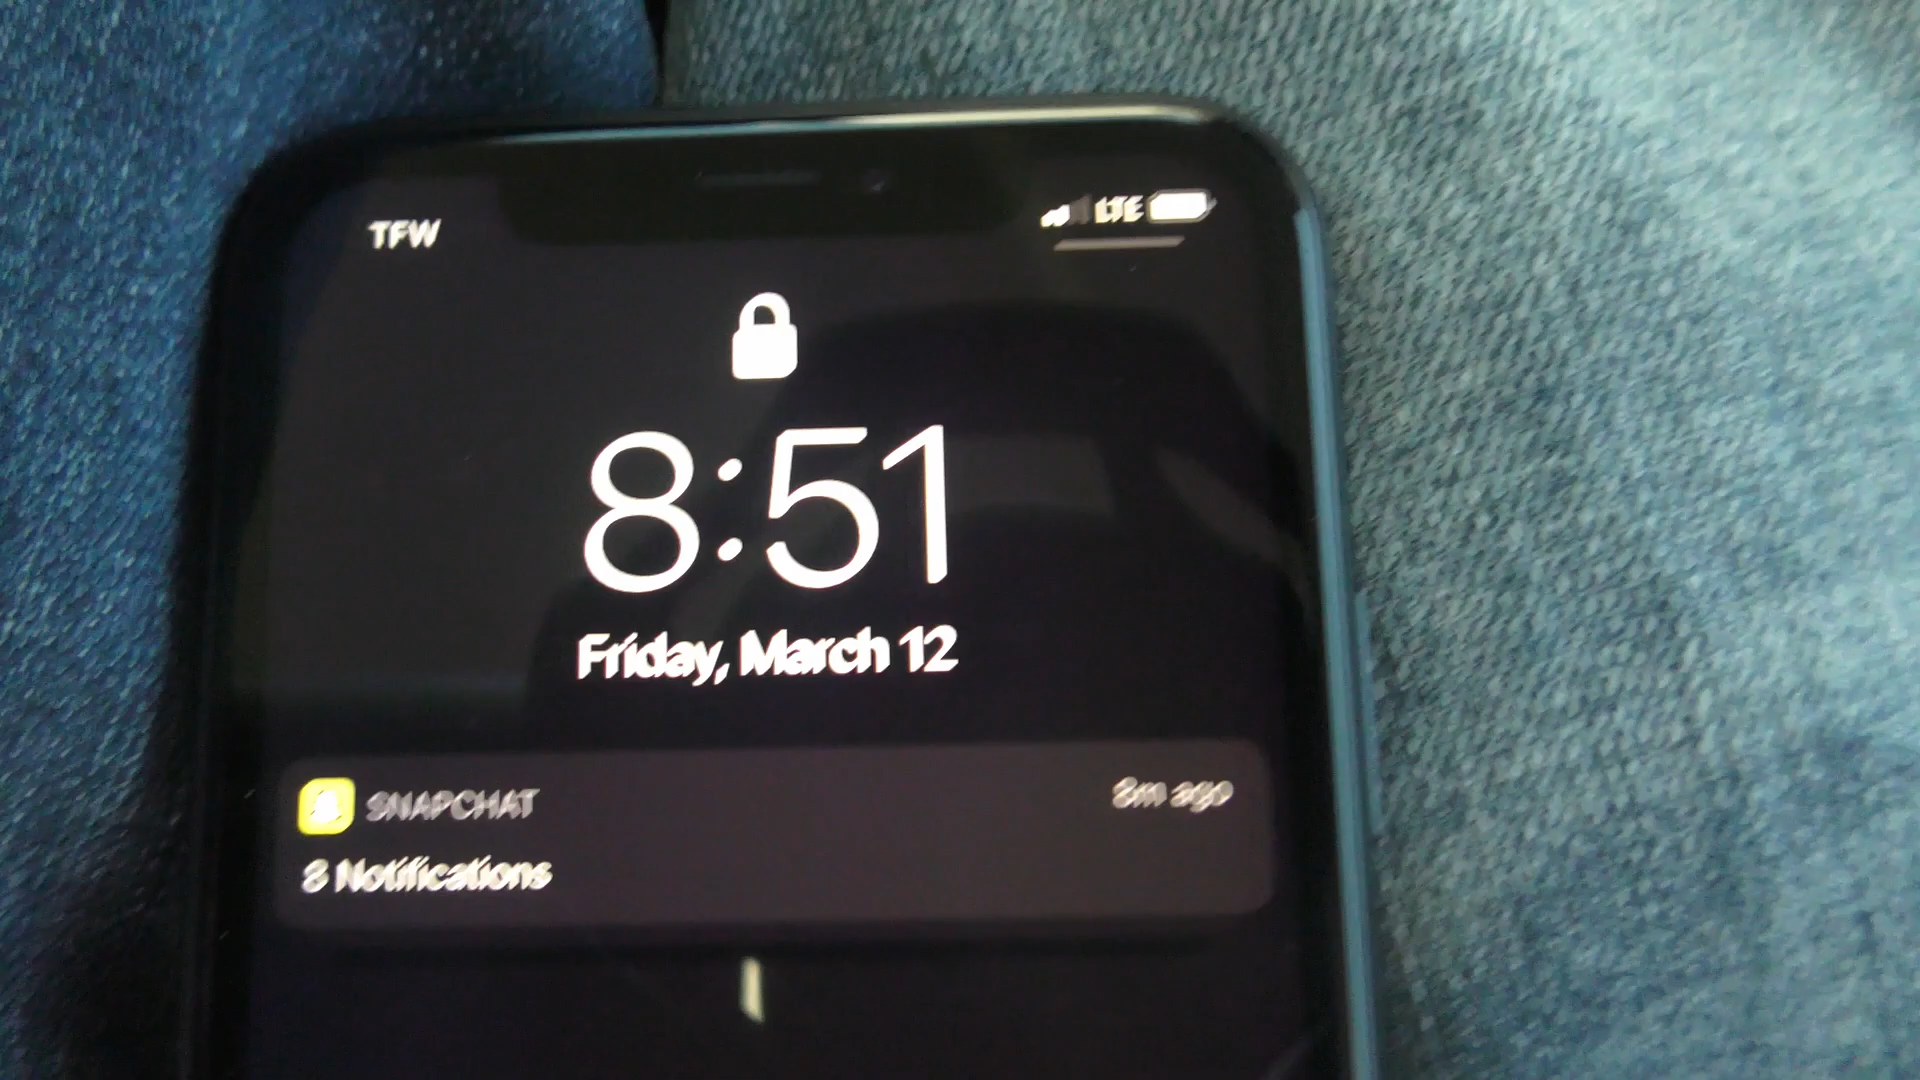 TFW
LTE
8:51
Friday, March 12
SNAPCHAT
8m ago
8 Notifications